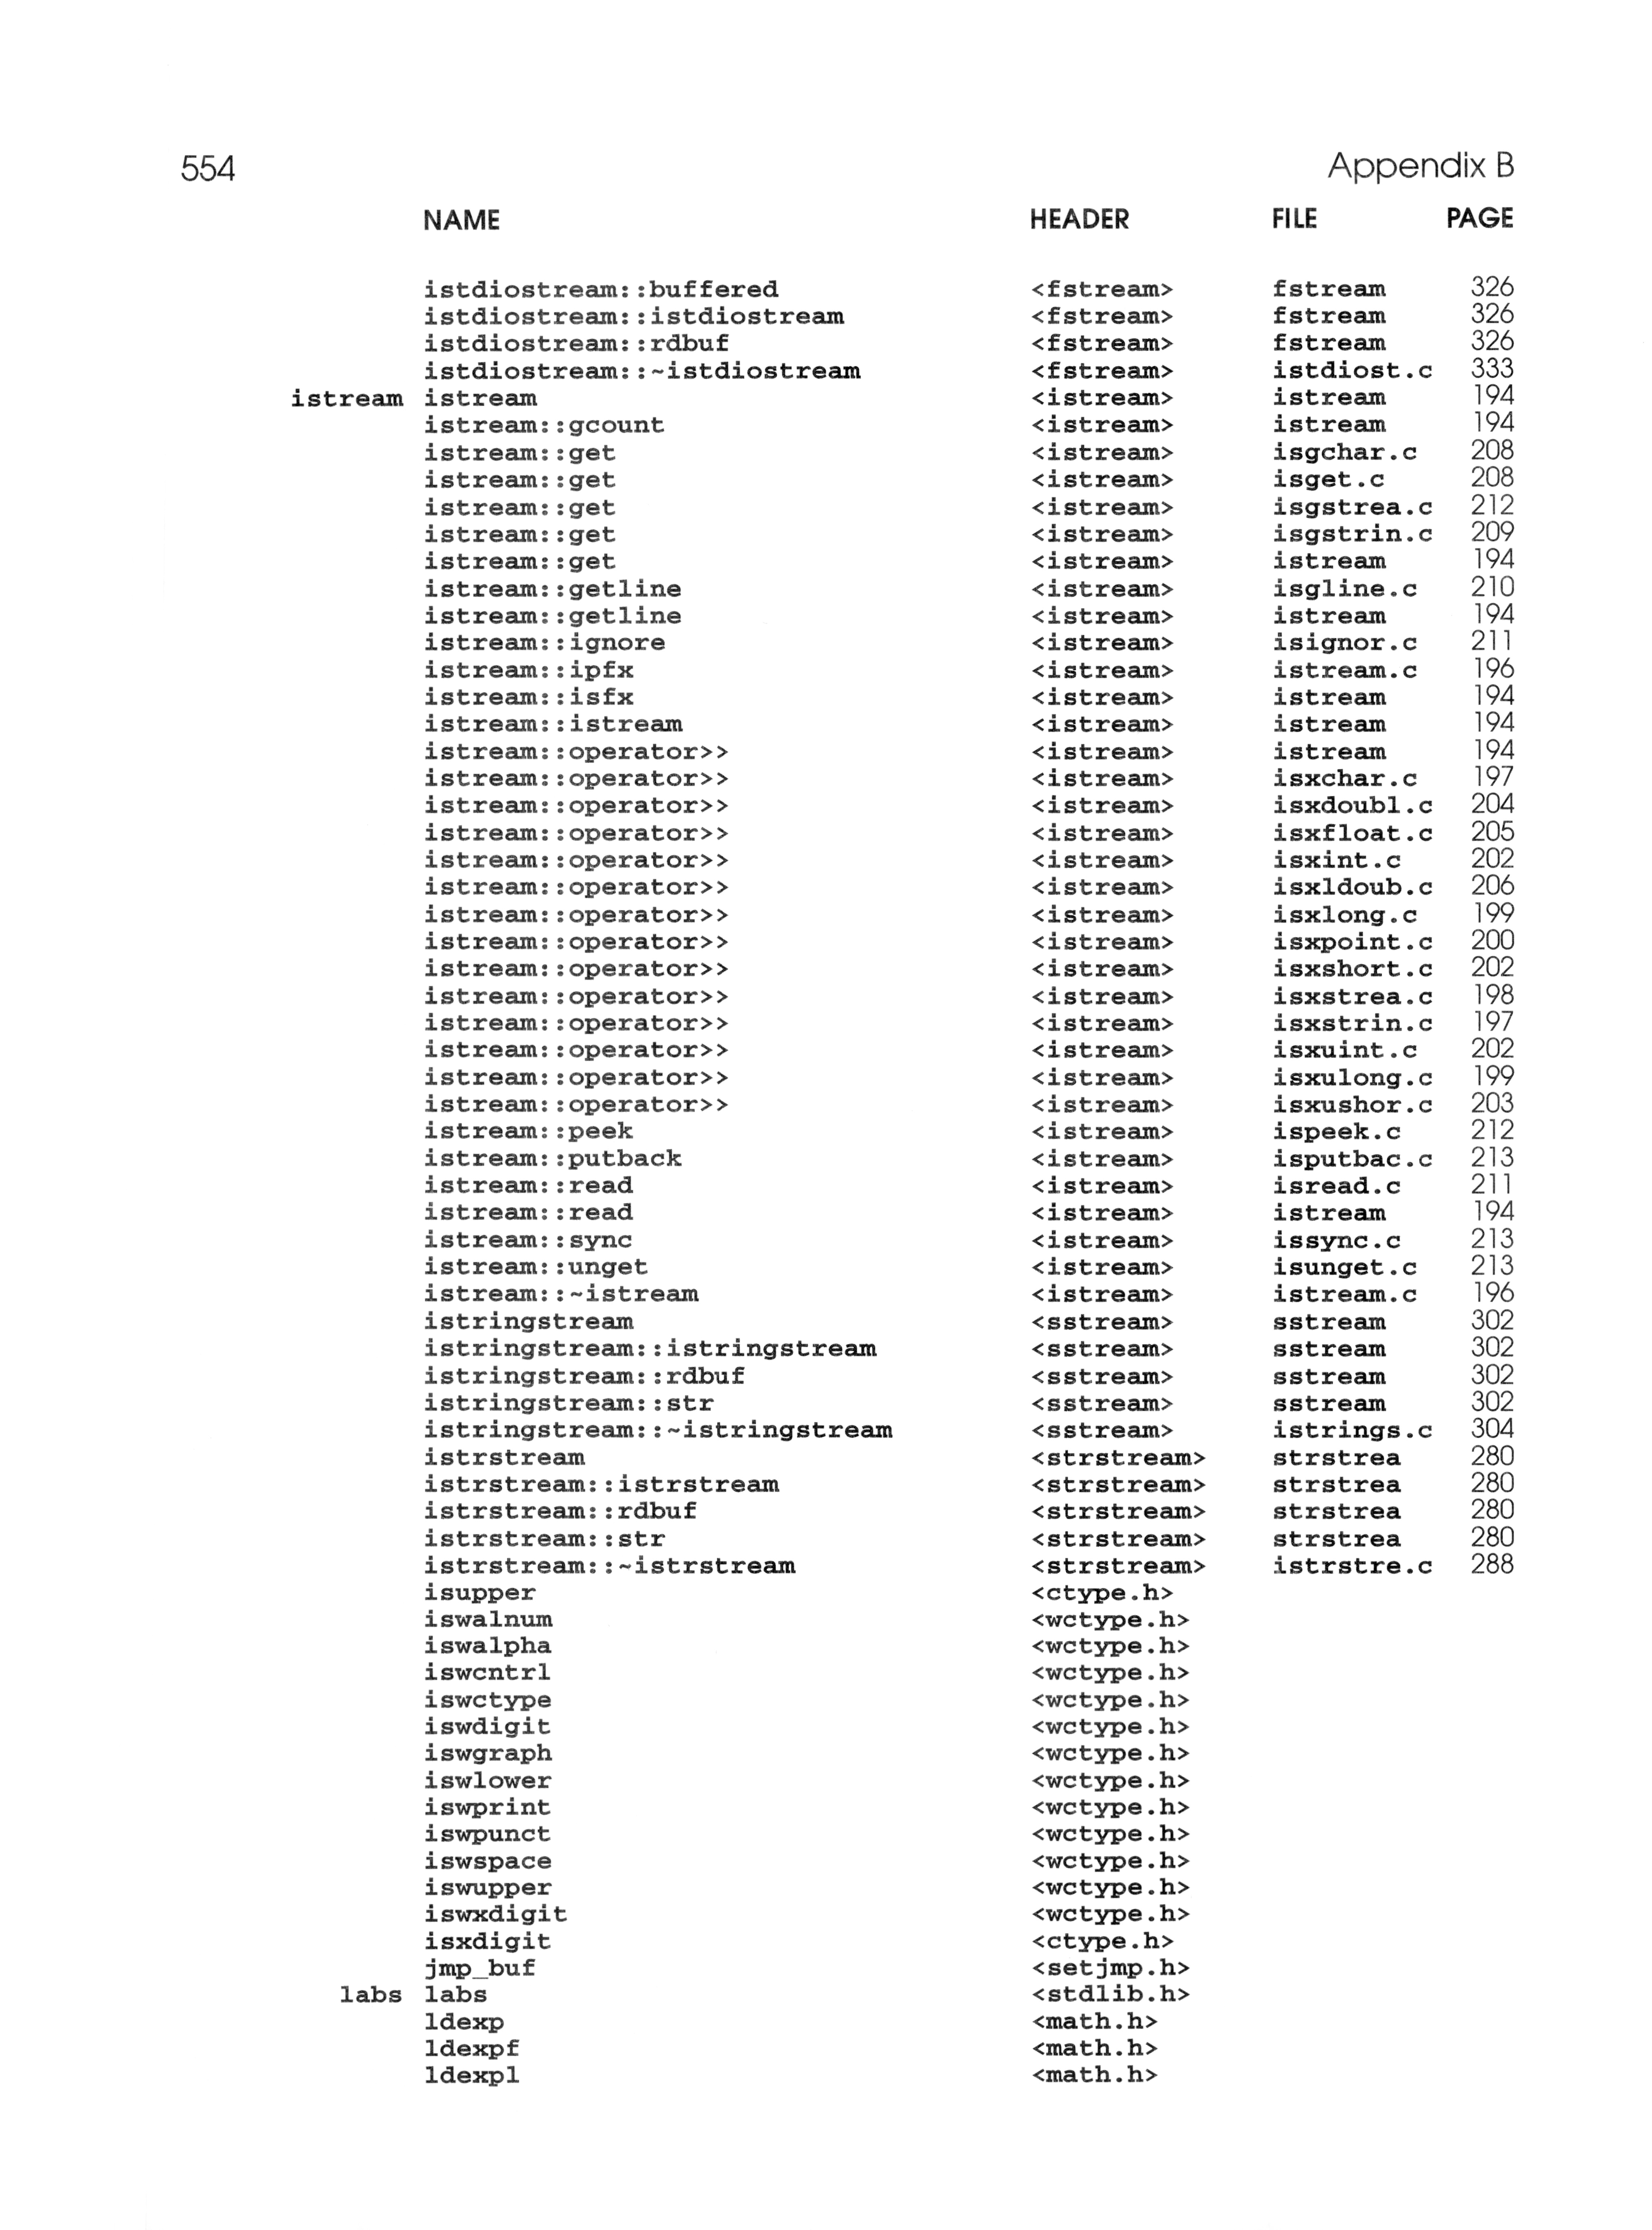 554 Appendix B
NAME HEADER FILE PAGE
istdiostream::buffered <fstream> fstream 326
istdiostream::istdiostream <fstream> fstream 326
istdiostream::rdbuf <fstream> fstream 326
istdiostream::~istdiostream <fstream> istdiost.c 333
istream istream <istream> istream 194
istream::gcount <istream> istream 194
istream::get <istream> isgchar.c 208
istream::get <istream> isget.c 208
istream::get <istream> isgstrea.c 212
istream::get <istream> isgstrin.c 209
istream::get <istream> istream 194
istream::getline <istream> isgline.c 210
istream::getline <istream> istream 194
istream::ignore <istream> isignor.c 211
istream::ipfx <istream> istream.c 196
istream::isfx <istream> istream 194
istream::istream <istream> istream 194
istream::operator>> <istream> istream 194
istream::operator>> <istream> isxchar.c 197
istream::operator>> <istream> isxdoubl.c 204
istream::operator>> <istream> isxfloat.c 205
istream::operator>> <istream> isxint.c 202
istream::operator>> <istream> isxldoub.c 206
istream::operator>> <istream> isxlong.c 199
istream::operator>> <istream> isxpoint.c 200
istream::operator>> <istream> isxshort.c 202
istream::operator>> <istream> isxstrea.c 198
istream::operator>> <istream> isxstrin.c 197
istream::operator>> <istream> isxuint.c 202
istream::operator>> <istream> isxulong.c 199
istream::operator>> <istream> isxushor.c 203
istream::peek <istream> ispeek.c 212
istream::putback <istream> isputbac.c 213
istream::read <istream> isread.c 211
istream::read <istream> istream 194
istream::sync <istream> issync.c 213
istream::unget <istream> isunget.c 213
istream::~istream <istream> istream.c 196
istringstream <sstream> sstream 302
istringstream::istringstream <sstream> sstream 302
istringstream::rdbuf <sstream> sstream 302
istringstream::str <sstream> sstream 302
istringstream::~istringstream <sstream> istrings.c 304
istrstream <strstream> strstrea 280
istrstream::istrstream <strstream> strstrea 280
istrstream::rdbuf <strstream> strstrea 280
istrstream::str <strstream> strstrea 280
istrstream::~istrstream <strstream> istrstre.c 288
isupper <ctype.h>
iswalnum <wctype.h>
iswalpha <wctype.h>
iswcntrl <wctype.h>
iswctype <wctype.h>
iswdigit <wctype.h>
iswgraph <wctype.h>
iswlower <wctype.h>
iswprint <wctype.h>
iswpunct <wctype.h>
iswspace <wctype.h>
iswupper <wctype.h>
iswxdigit <wctype.h>
isxdigit <ctype.h>
jmp_buf <setjmp.h>
labs labs <stdlib.h>
ldexp <math.h>
ldexpf <math.h>
ldexpl <math.h>